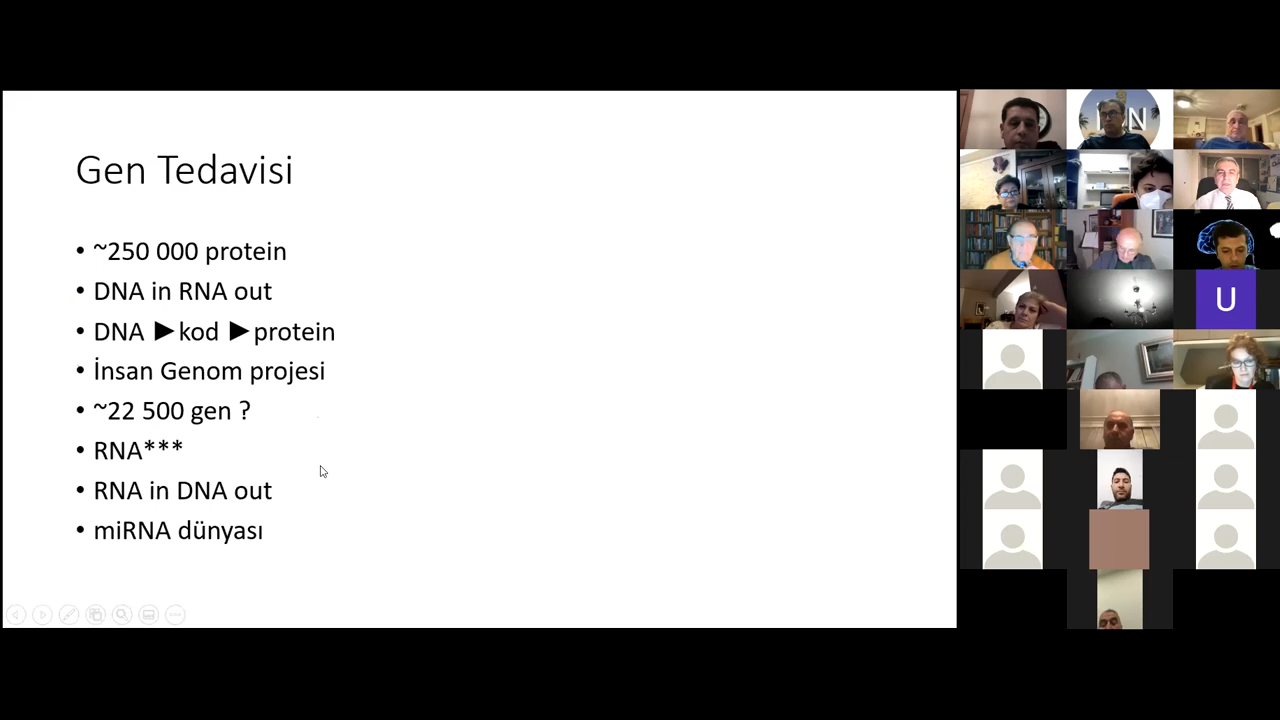 Gen Tedavisi
• ~250 000 protein
• DNA in RNA out
• DNA ►kod ►protein
• İnsan Genom projesi
• ~22 500 gen ?
• RNA***
• RNA in DNA out
• miRNA dünyası
N
U